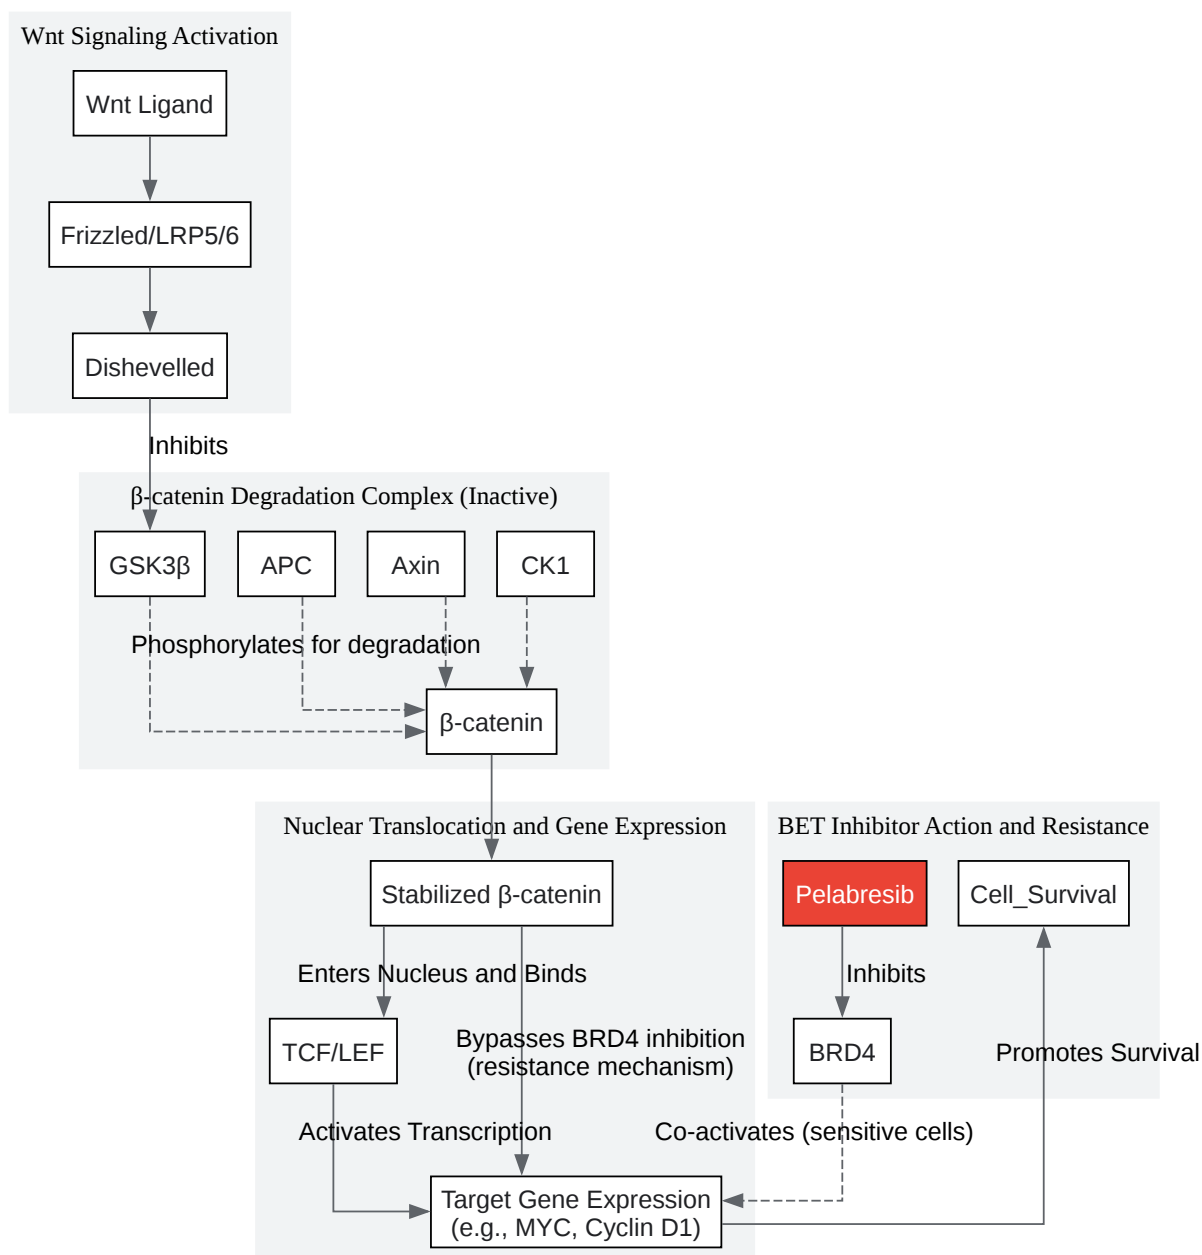 Wnt Signaling Activation
Wnt Ligand
Frizzled/LRP5/6
Dishevelled
Inhibits
β-catenin Degradation Complex (Inactive)
GSK3β
APC
Axin
CK1
Phosphorylates for degradation
β-catenin
Nuclear Translocation and Gene Expression
BET Inhibitor Action and Resistance
Stabilized β-catenin
Pelabresib
Cell_Survival
Enters Nucleus and Binds
Inhibits
TCF/LEF
Bypasses BRD4 inhibition
(resistance mechanism)
BRD4
Promotes Survival
Activates Transcription
Co-activates (sensitive cells)
Target Gene Expression
(e.g., MYC, Cyclin D1)